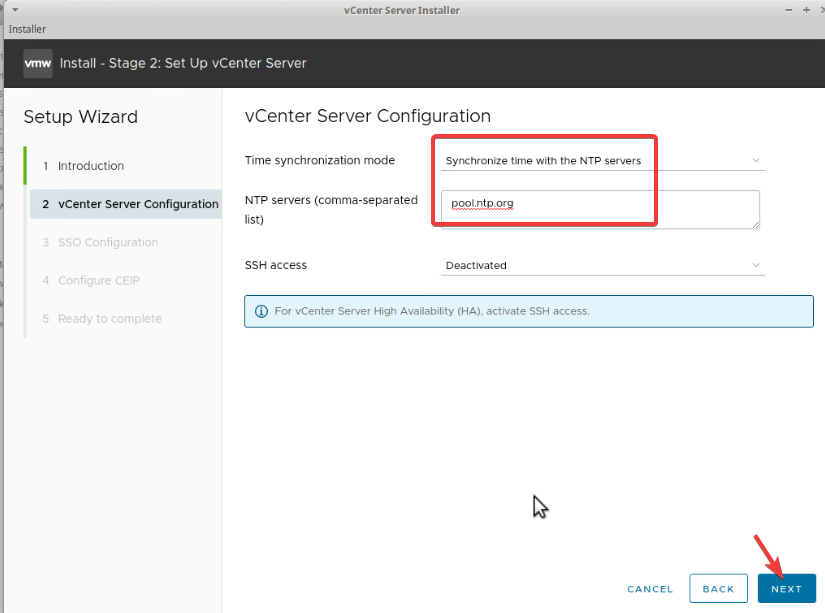 vCenter Server Installer
Installer
vmw Install - Stage 2: Set Up vCenter Server
Setup Wizard
1 Introduction
2 vCenter Server Configuration
3 SSO Configuration
4 Configure CEIP
5 Ready to complete
vCenter Server Configuration
Time synchronization mode Synchronize time with the NTP servers
NTP servers (comma-separated
list)
pool.ntp.org
SSH access Deactivated
For vCenter Server High Availability (HA), activate SSH access.
CANCEL BACK NEXT